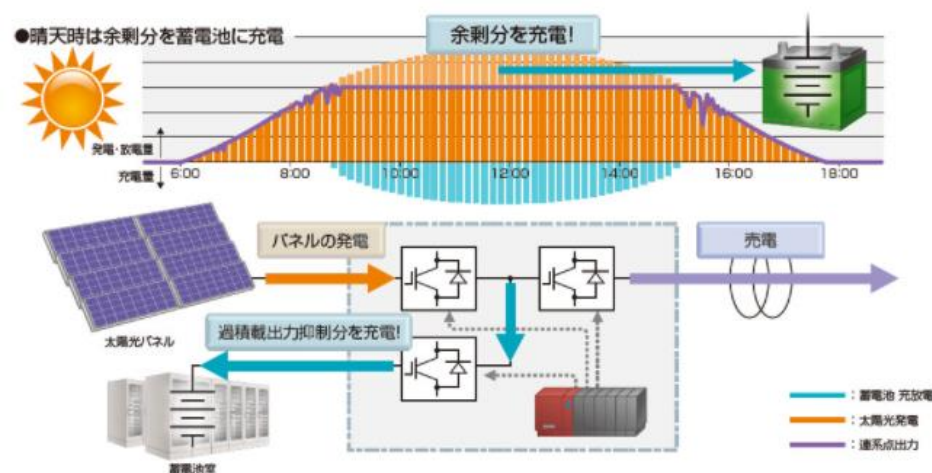 ●晴天時は余剰分を蓄電池に充電
余剰分を充電!
発電・放電量
充電量
6:00
8:00
10:00
12:00
14:00
16:00
18:00
パネルの発電
売電
太陽光パネル
過積載出力抑制分を充電!
蓄電池室
:蓄電池 充放電
:太陽光発電
:連系点出力